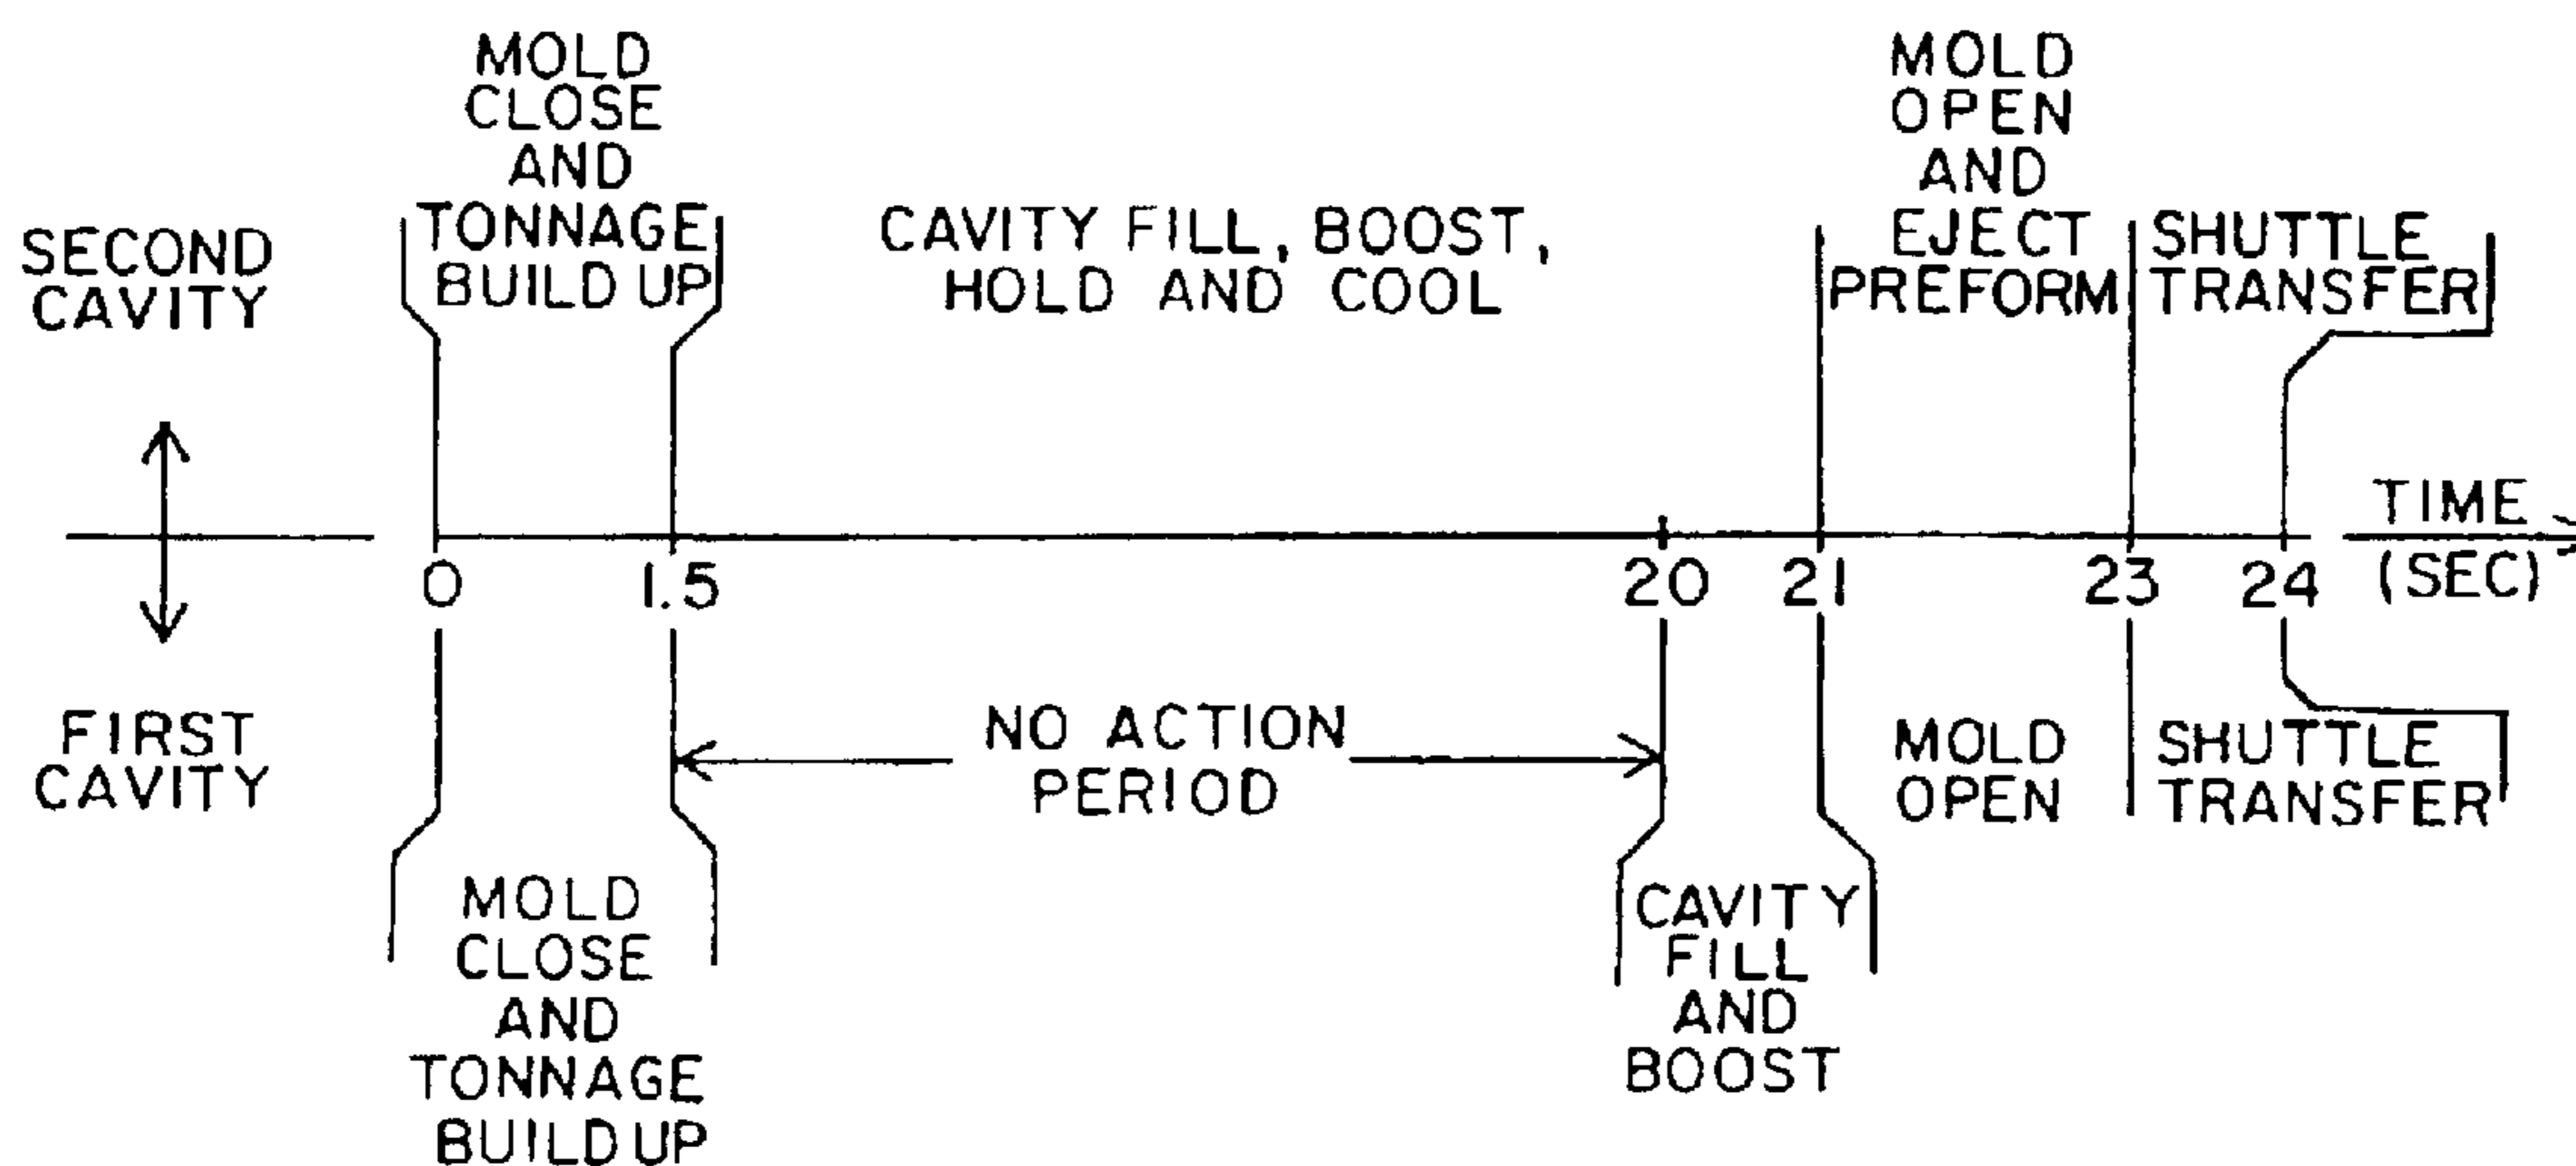 MOLD
CLOSE
AND
TONNAGE
BUILD UP
MOLD
OPEN
AND
EJECT
PREFORM
SECOND
CAVITY
CAVITY FILL, BOOST,
HOLD AND COOL
SHUTTLE
TRANSFER
TIME
(SEC)
0 1.5 20 21 23 24
FIRST
CAVITY
NO ACTION
PERIOD
MOLD
OPEN
SHUTTLE
TRANSFER
MOLD
CLOSE
AND
TONNAGE
BUILD UP
CAVITY
FILL
AND
BOOST